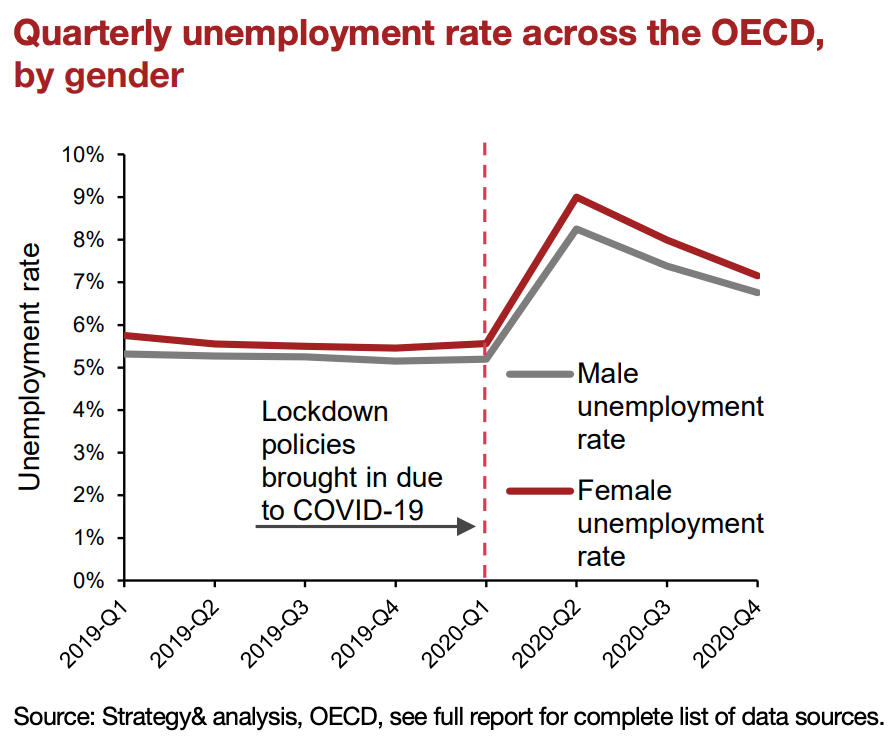 Quarterly unemployment rate across the OECD,
by gender
10%
9%
8%
7%
6%
5%
4%
3%
2%
1%
0%
Unemployment rate
Lockdown
policies
brought in due
to COVID-19
Male
unemployment
rate
Female
unemployment
rate
2019-Q1
2019-Q2
2019-Q3
2019-Q4
2020-Q1
2020-Q2
2020-Q3
2020-Q4
Source: Strategy& analysis, OECD, see full report for complete list of data sources.